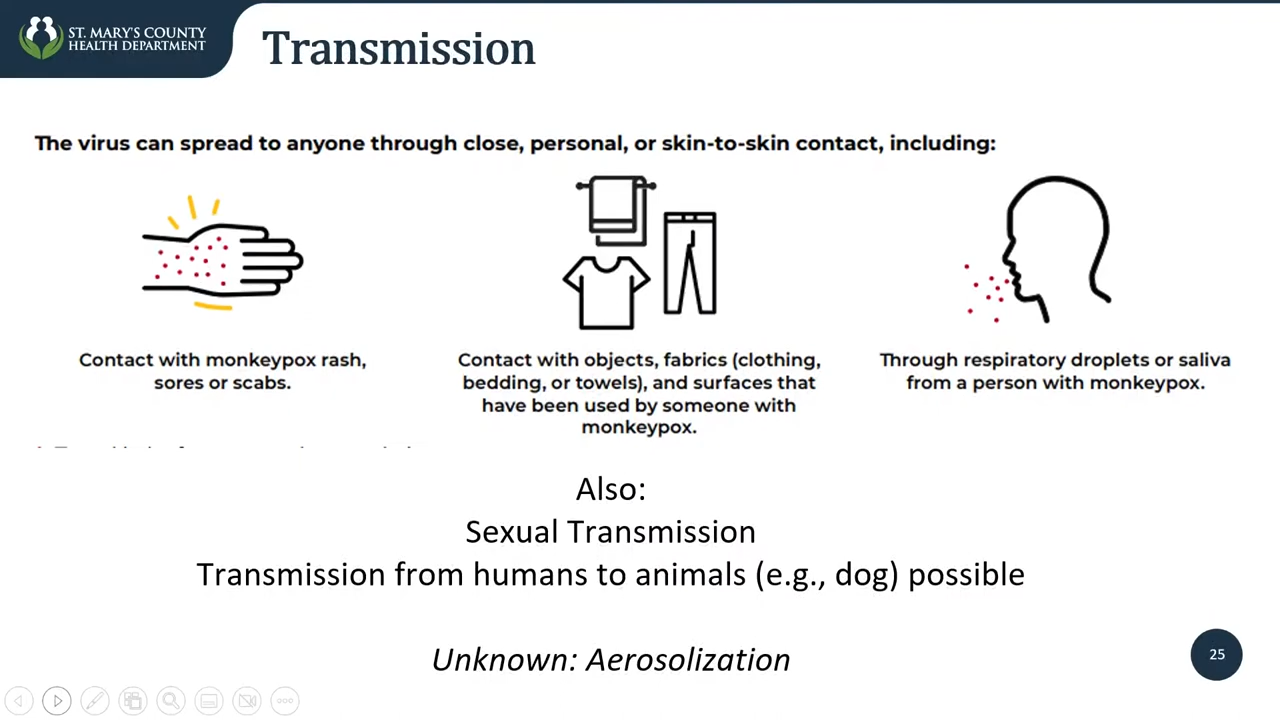 ST. MARY'S COUNTY
HEALTH DEPARTMENT
Transmission
The virus can spread to anyone through close, personal, or skin-to-skin contact, including:
Contact with monkeypox rash,
sores or scabs.
Contact with objects, fabrics (clothing,
bedding, or towels), and surfaces that
have been used by someone with
monkeypox.
Through respiratory droplets or saliva
from a person with monkeypox.
Also:
Sexual Transmission
Transmission from humans to animals (e.g., dog) possible
Unknown: Aerosolization
25